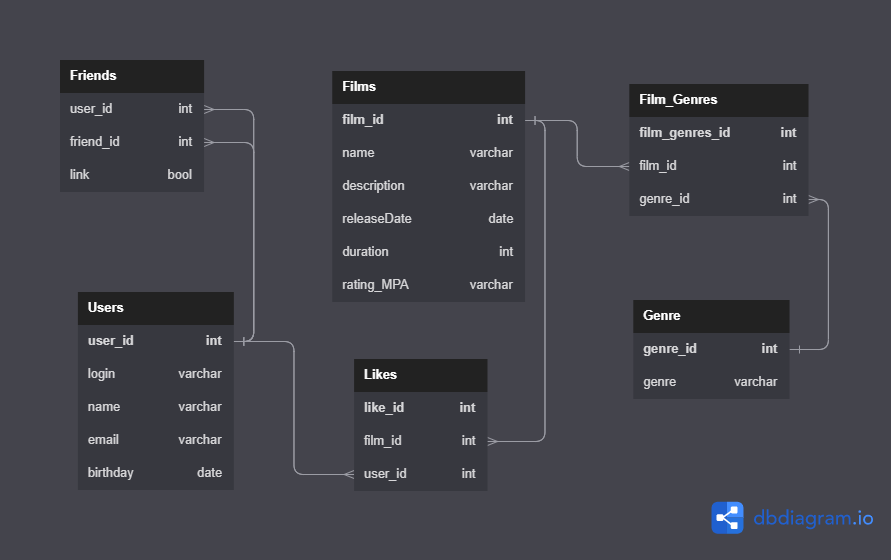 Friends
user_id int
friend_id int
link bool
Films
film_id int
name varchar
description varchar
releaseDate date
duration int
rating_MPA varchar
Film_Genres
film_genres_id int
film_id int
genre_id int
Users
user_id int
login varchar
name varchar
email varchar
birthday date
Likes
like_id int
film_id int
user_id int
Genre
genre_id int
genre varchar
dbdiagram.io